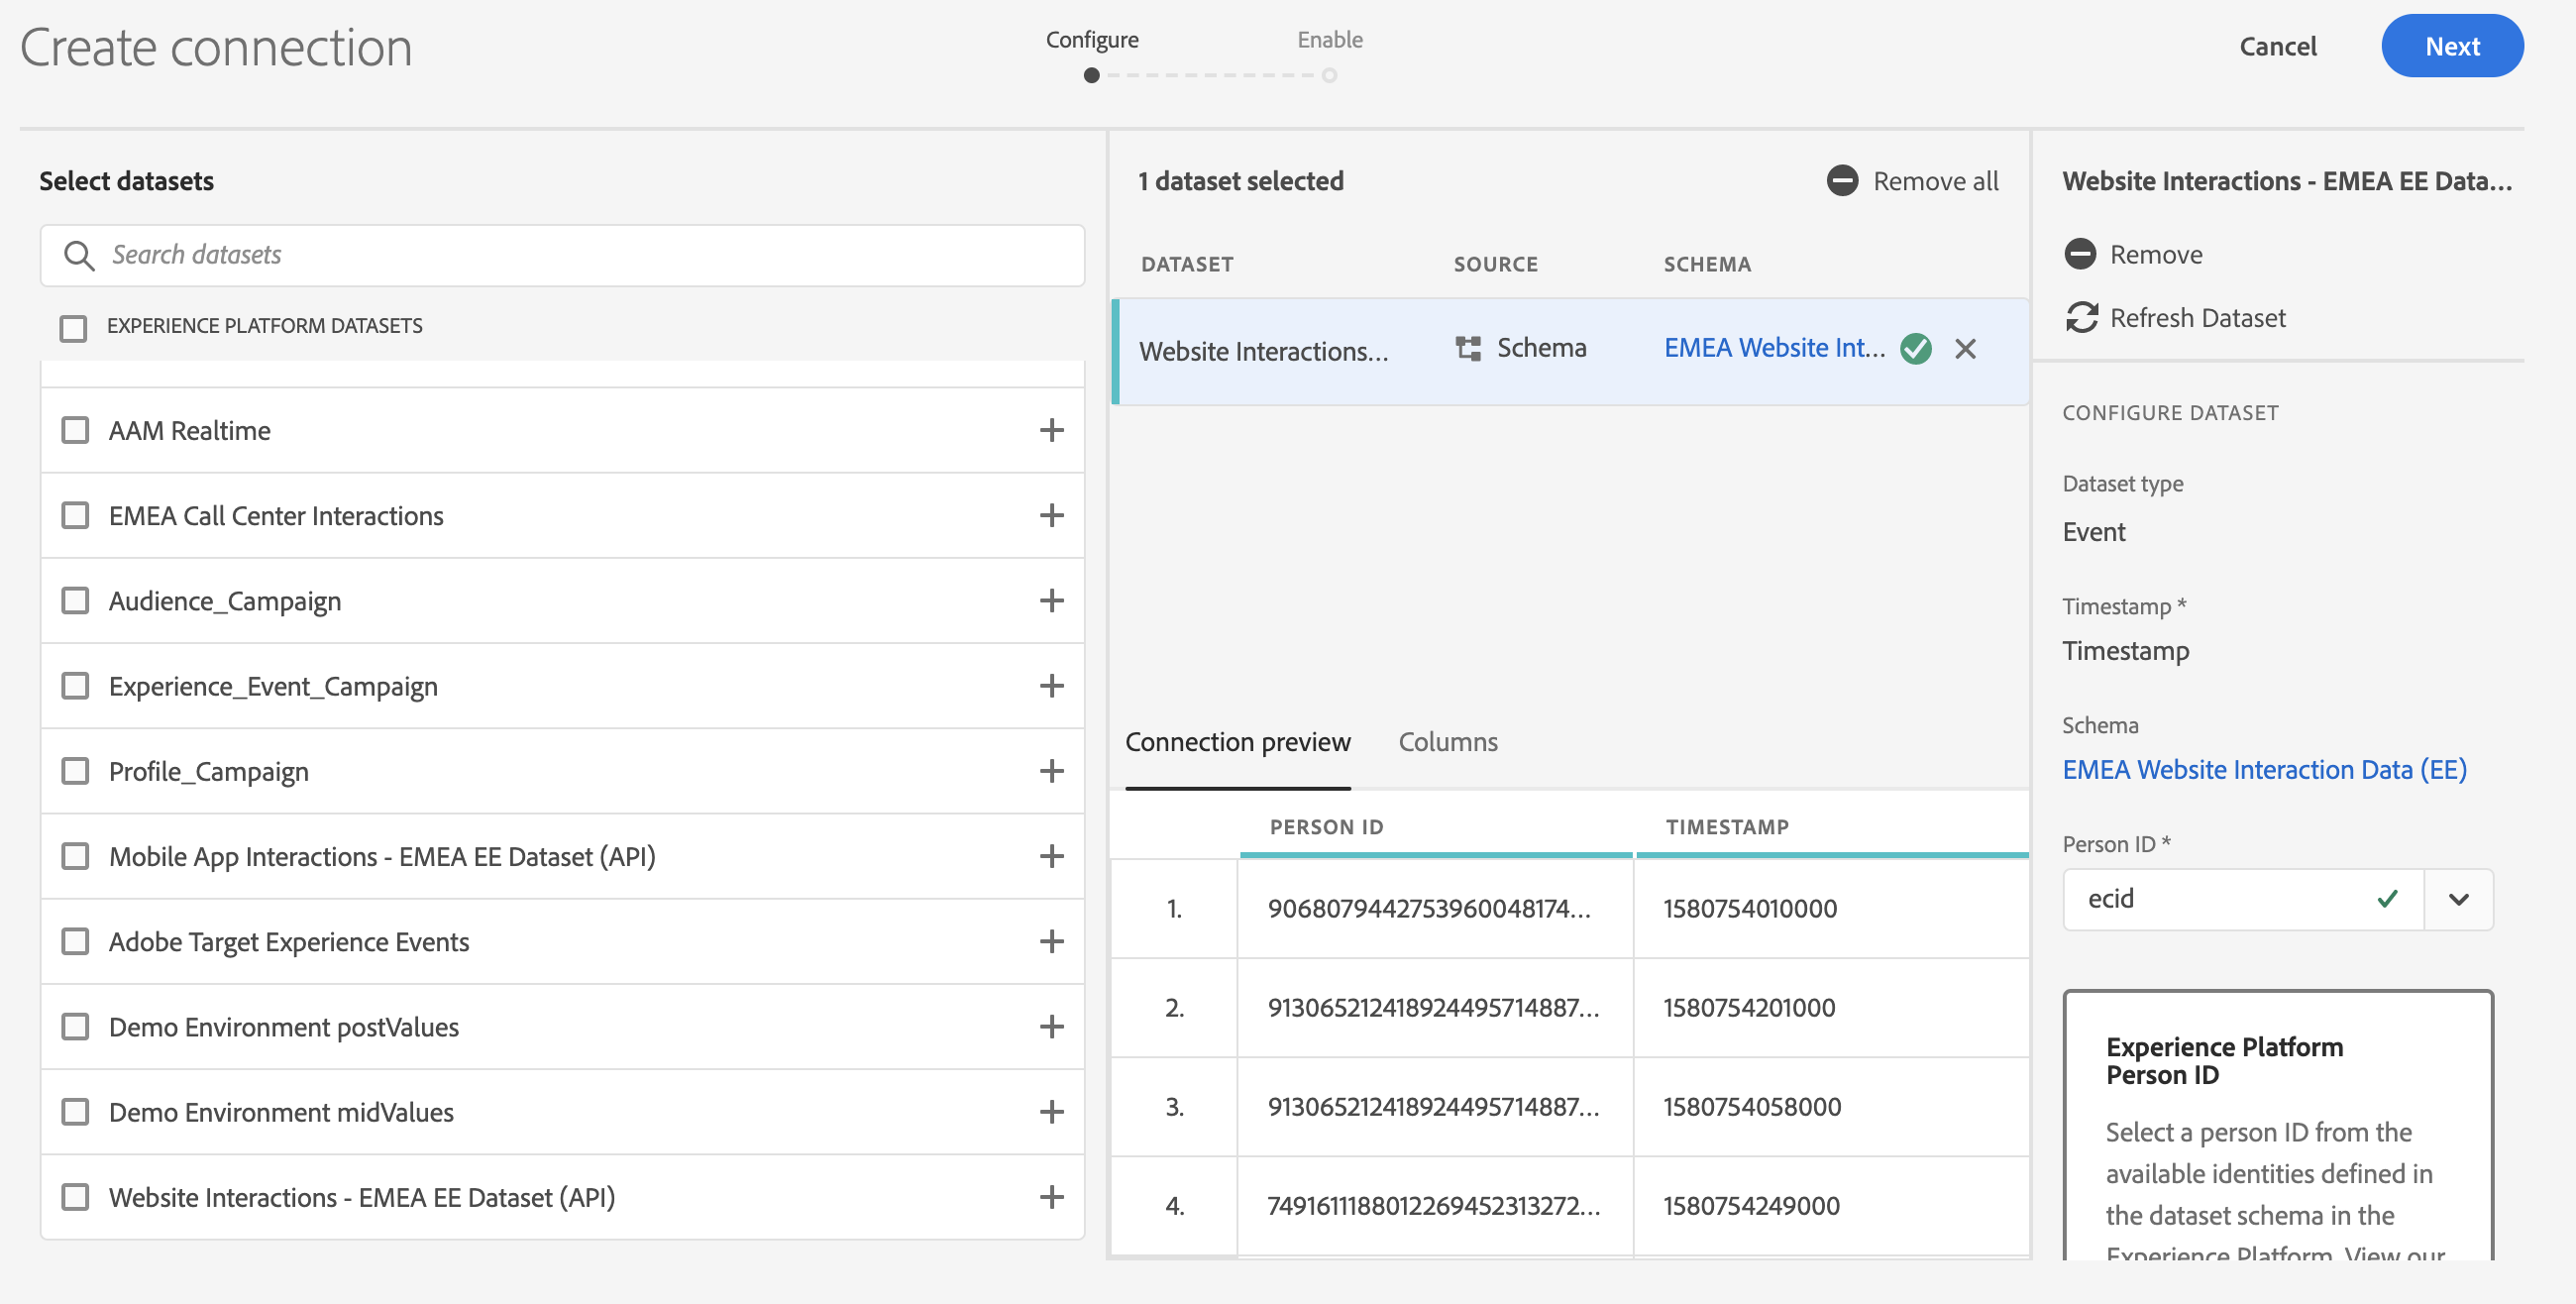 Create connection
Configure
Enable
Cancel
Next
Select datasets
Search datasets
EXPERIENCE PLATFORM DATASETS
AAM Realtime
EMEA Call Center Interactions
Audience_Campaign
Experience_Event_Campaign
Profile_Campaign
Mobile App Interactions - EMEA EE Dataset (API)
Adobe Target Experience Events
Demo Environment postValues
Demo Environment midValues
Website Interactions - EMEA EE Dataset (API)
1 dataset selected
Remove all
DATASET SOURCE SCHEMA
Website Interactions... Schema EMEA Website Int...
Connection preview Columns
PERSON ID TIMESTAMP
1. 9068079442753960048174... 1580754010000
2. 913065212418924495714887... 1580754201000
3. 913065212418924495714887... 1580754058000
4. 7491611188012269452313272... 1580754249000
Website Interactions - EMEA EE Data...
Remove
Refresh Dataset
CONFIGURE DATASET
Dataset type
Event
Timestamp *
Timestamp
Schema
EMEA Website Interaction Data (EE)
Person ID *
ecid
Experience Platform
Person ID
Select a person ID from the
available identities defined in
the dataset schema in the
Experience Platform. View our